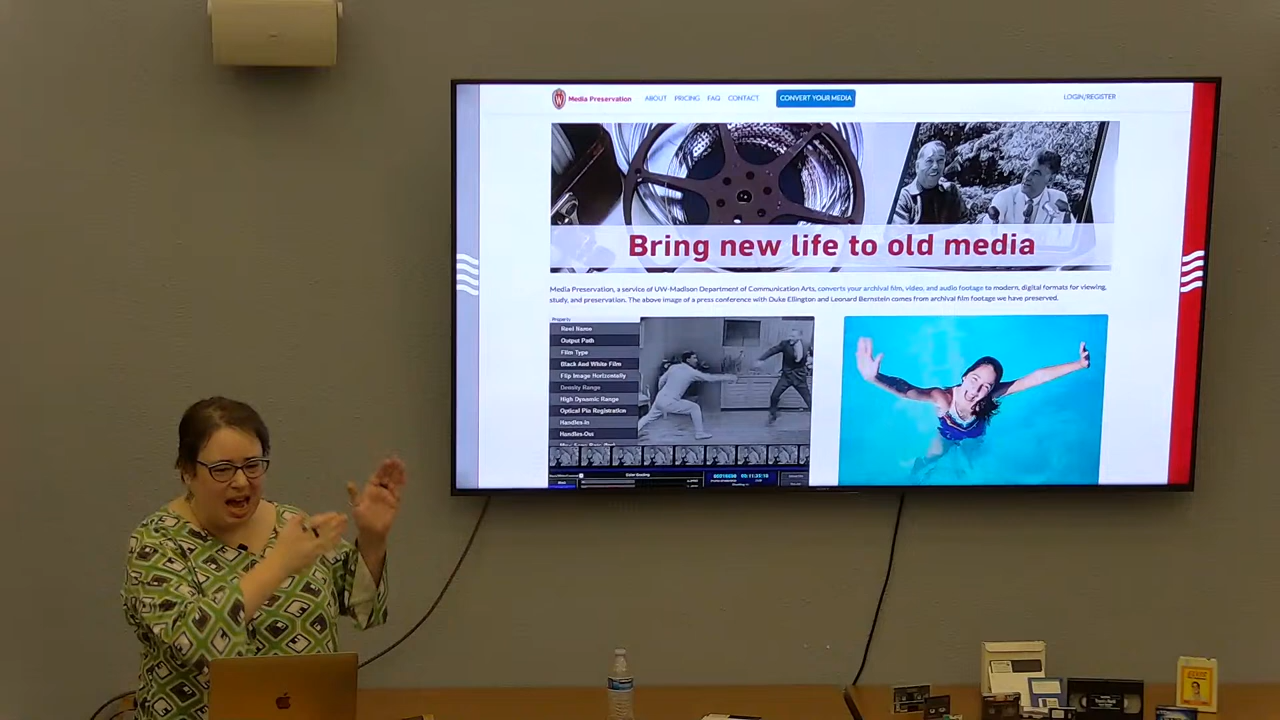 Media Preservation ABOUT PRICING FAQ CONTACT CONVERT YOUR MEDIA LOGIN/REGISTER
Bring new life to old media
Media Preservation, a service of UW-Madison Department of Communication Arts, converts your archival film, video, and audio footage to modern, digital formats for viewing,
study, and preservation. The above image of a press conference with Duke Ellington and Leonard Bernstein comes from archival film footage we have preserved.
Property
Reel Name
Output Path
Film Type
Black And White Film
Flip Image Horizontally
Density Range
High Dynamic Range
Optical Pin Registration
Handles-In
Handles-Out